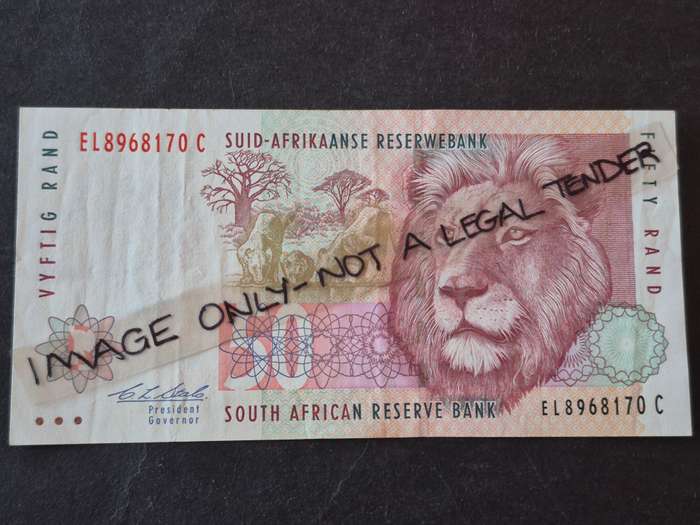 VYFTIG RAND
EL8968170 C
SUID-AFRIKAANSE RESERWEBANK
FIFTY RAND
IMAGE ONLY - NOT A LEGAL TENDER
50
President
Governor
SOUTH AFRICAN RESERVE BANK
EL8968170 C